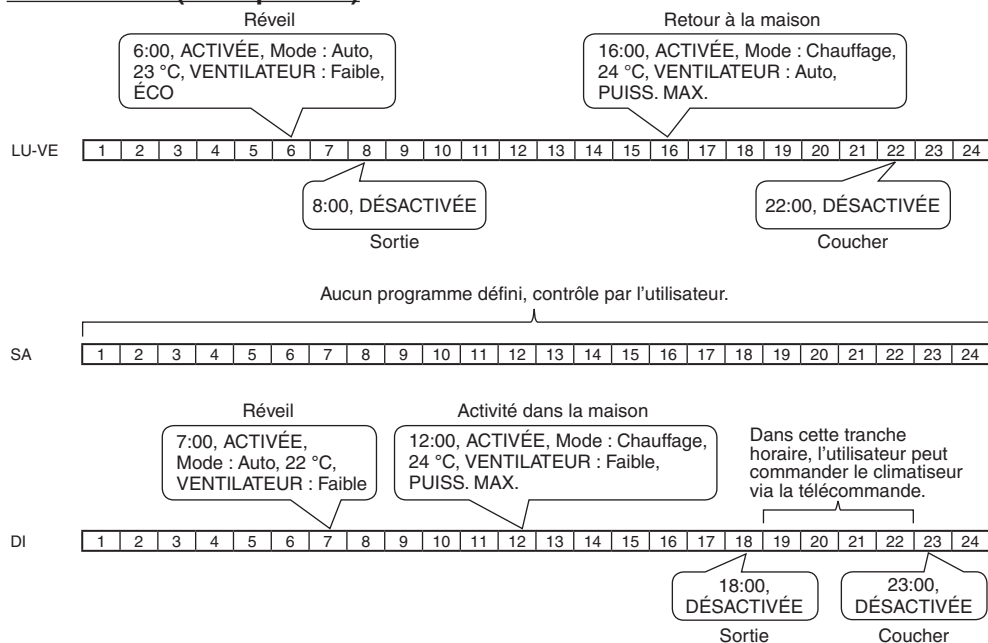 Réveil
6:00, ACTIVÉE, Mode : Auto,
23 °C, VENTILATEUR : Faible,
ÉCO
Retour à la maison
16:00, ACTIVÉE, Mode : Chauffage,
24 °C, VENTILATEUR : Auto,
PUISS. MAX.
LU-VE
1 2 3 4 5 6 7 8 9 10 11 12 13 14 15 16 17 18 19 20 21 22 23 24
8:00, DÉSACTIVÉE
Sortie
22:00, DÉSACTIVÉE
Coucher
Aucun programme défini, contrôle par l'utilisateur.
SA
1 2 3 4 5 6 7 8 9 10 11 12 13 14 15 16 17 18 19 20 21 22 23 24
Réveil
7:00, ACTIVÉE,
Mode : Auto, 22 °C,
VENTILATEUR : Faible
Activité dans la maison
12:00, ACTIVÉE, Mode : Chauffage,
24 °C, VENTILATEUR : Faible,
PUISS. MAX.
Dans cette tranche
horaire, l'utilisateur peut
commander le climatiseur
via la télécommande.
DI
1 2 3 4 5 6 7 8 9 10 11 12 13 14 15 16 17 18 19 20 21 22 23 24
18:00,
DÉSACTIVÉE
Sortie
23:00,
DÉSACTIVÉE
Coucher